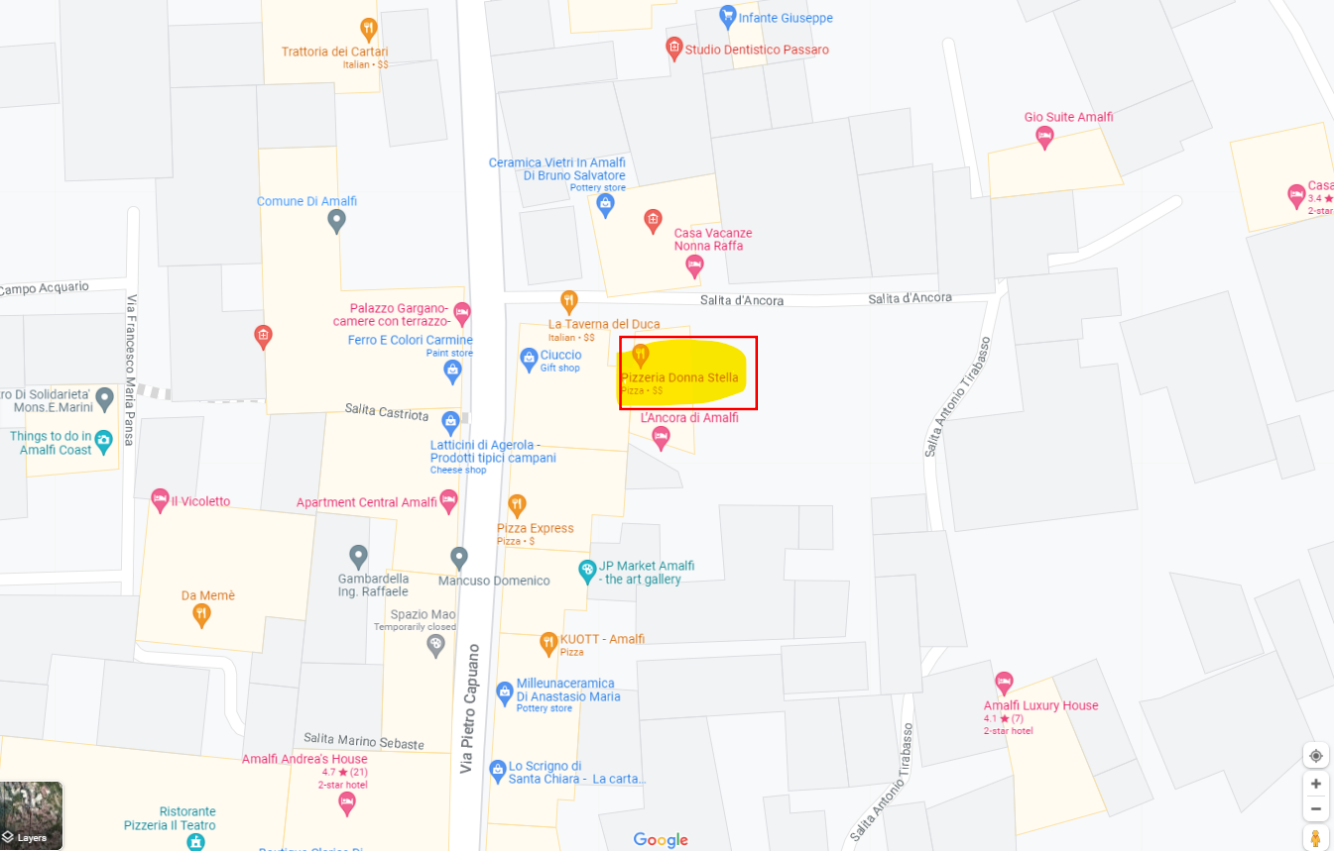 Infante Giuseppe
Trattoria dei Cartari
Italian • $$
Studio Dentistico Passaro
Gio Suite Amalfi
Ceramica Vietri In Amalfi
Di Bruno Salvatore
Pottery store
Casa
3.4 ★
2-star
Comune Di Amalfi
Casa Vacanze
Nonna Raffa
Campo Acquario
Salita d'Ancora
Salita d'Ancora
Palazzo Gargano-
camere con terrazzo-
La Taverna del Duca
Italian • $$
Via Francesco Maria Pansa
Ferro E Colori Carmine
Paint store
Ciuccio
Gift shop
Pizzeria Donna Stella
Pizza • $$
Salita Antonio Tirabasso
ro Di Solidarieta'
Mons.E.Marini
Salita Castriota
L'Ancora di Amalfi
Things to do in
Amalfi Coast
Latticini di Agerola -
Prodotti tipici campani
Cheese shop
Il Vicoletto
Apartment Central Amalfi
Pizza Express
Pizza • $
Gambardella
Ing. Raffaele
Mancuso Domenico
JP Market Amalfi
- the art gallery
Da Memè
Spazio Mao
Temporarily closed
KUOTT - Amalfi
Pizza
Via Pietro Capuano
Milleunaceramica
Di Anastasio Maria
Pottery store
Amalfi Luxury House
4.1 ★ (7)
2-star hotel
Salita Marino Sebaste
Salita Antonio Tirabasso
Amalfi Andrea's House
4.7 ★ (21)
2-star hotel
Lo Scrigno di
Santa Chiara - La carta...
Ristorante
Pizzeria Il Teatro
Layers
Google